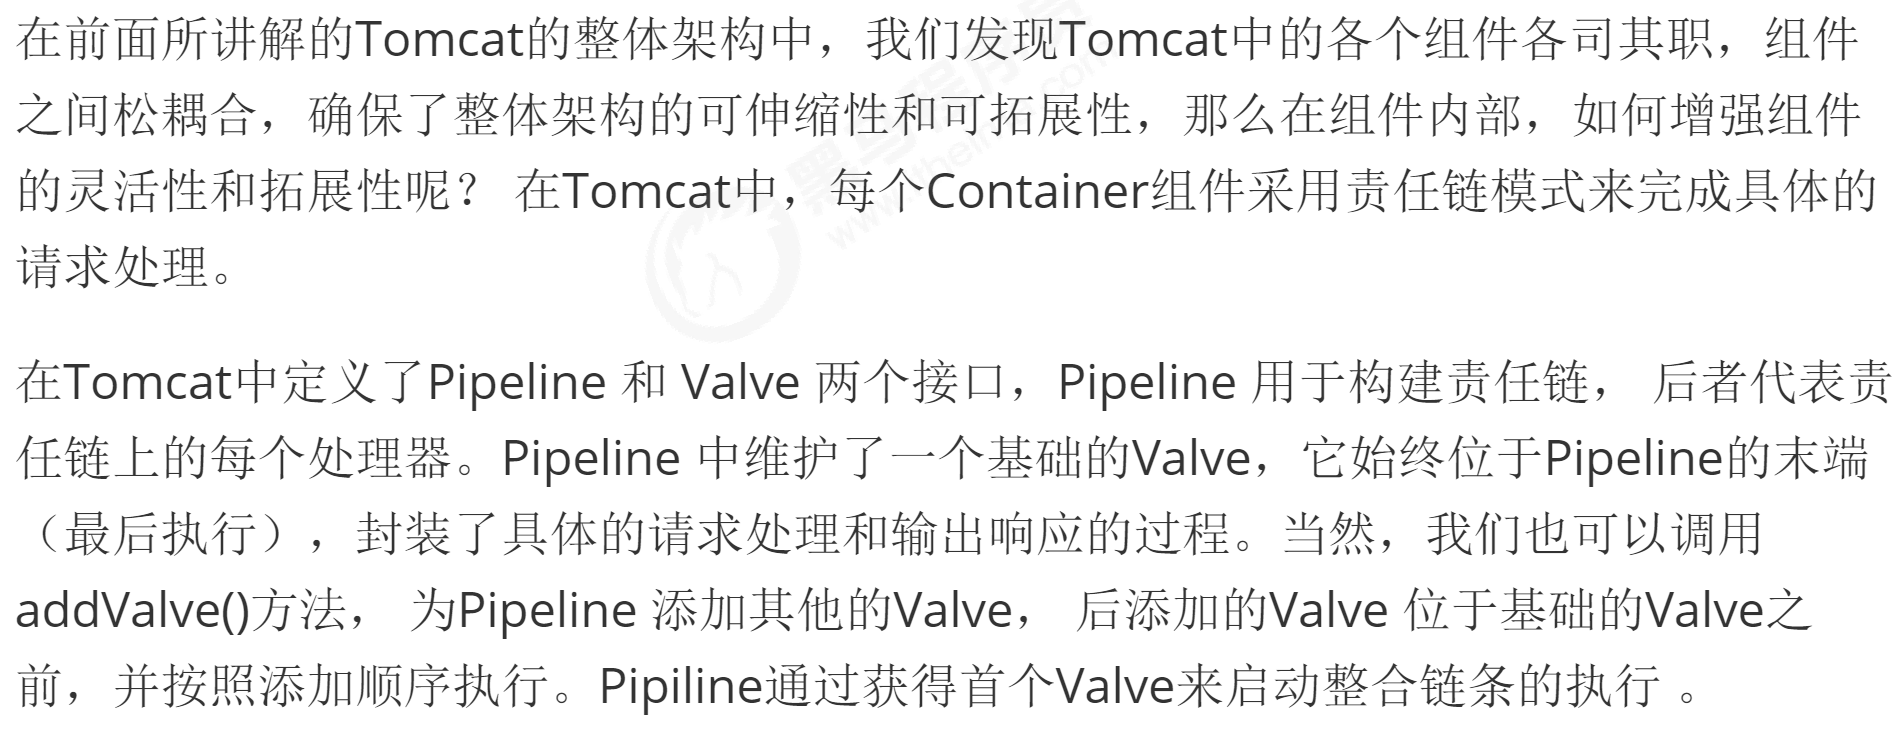 在前面所讲解的Tomcat的整体架构中，我们发现Tomcat中的各个组件各司其职，组件
之间松耦合，确保了整体架构的可伸缩性和可拓展性，那么在组件内部，如何增强组件
的灵活性和拓展性呢？ 在Tomcat中，每个Container组件采用责任链模式来完成具体的
请求处理。
在Tomcat中定义了Pipeline 和 Valve 两个接口，Pipeline 用于构建责任链， 后者代表责
任链上的每个处理器。Pipeline 中维护了一个基础的Valve，它始终位于Pipeline的末端
（最后执行），封装了具体的请求处理和输出响应的过程。当然，我们也可以调用
addValve()方法， 为Pipeline 添加其他的Valve， 后添加的Valve 位于基础的Valve之
前，并按照添加顺序执行。Pipiline通过获得首个Valve来启动整合链条的执行 。